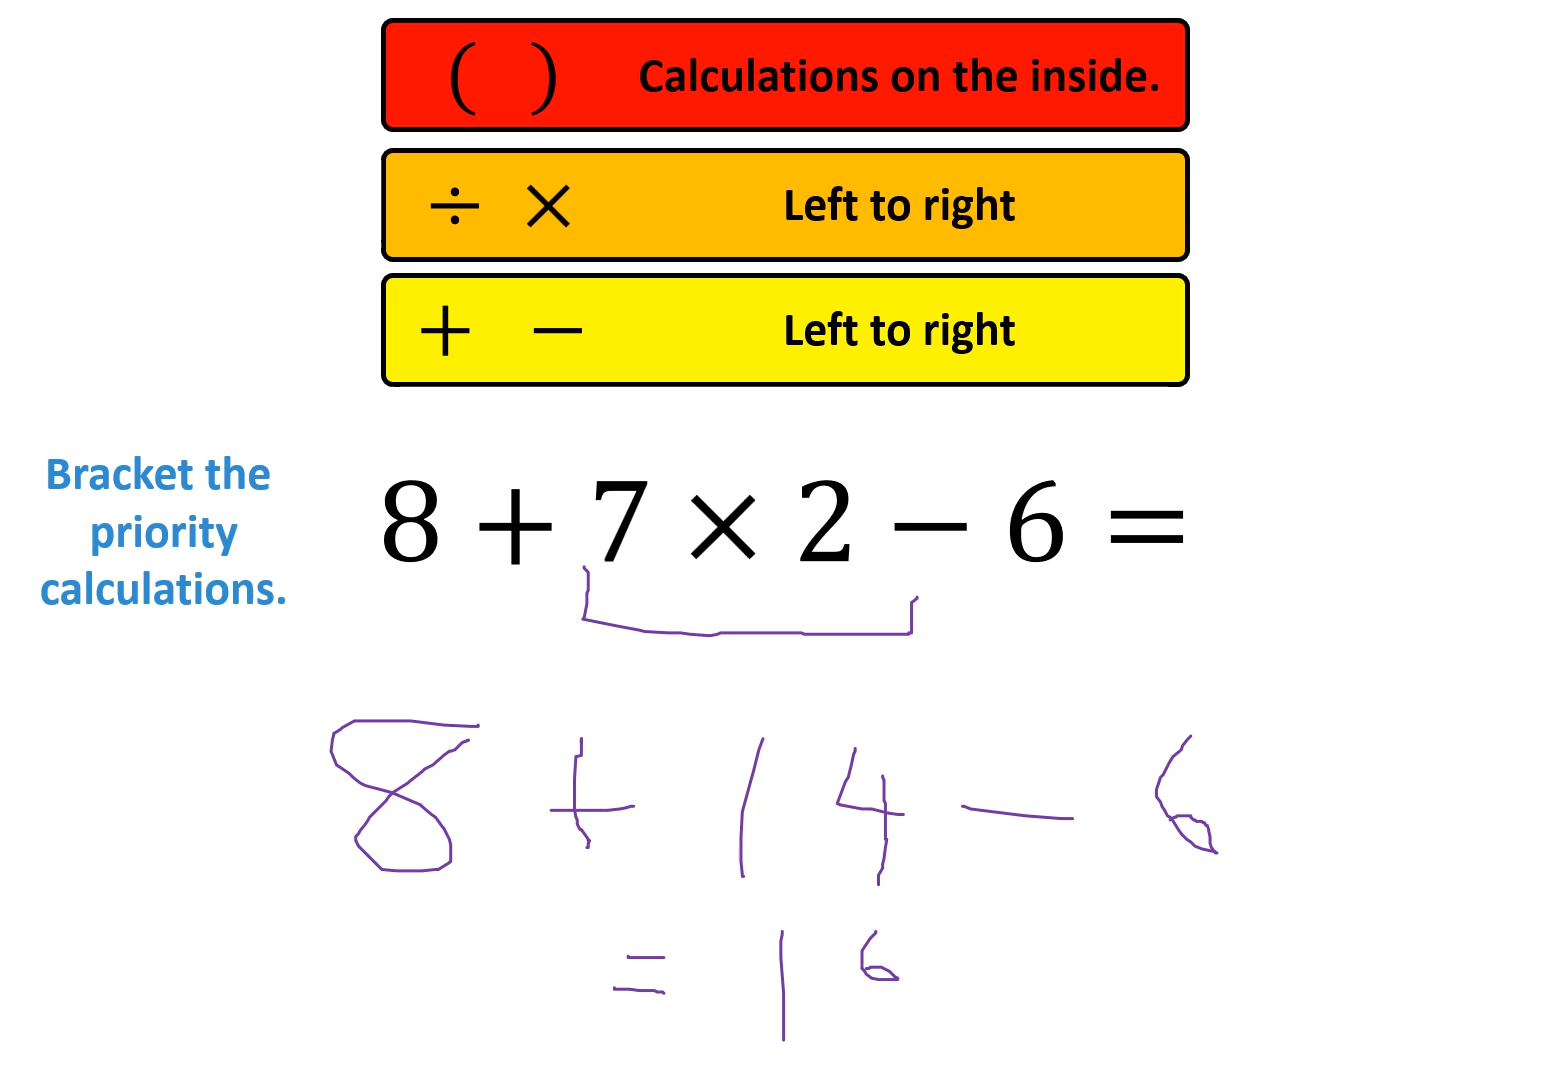 ( ) Calculations on the inside.
÷ × Left to right
+ − Left to right
Bracket the
priority
calculations.
8 + 7 × 2 − 6 =
8 + 14 − 6
= 16